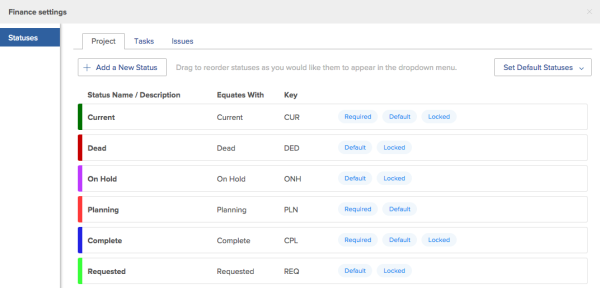 Finance settings ×
Statuses
Project Tasks Issues
+ Add a New Status Drag to reorder statuses as you would like them to appear in the dropdown menu. Set Default Statuses
Status Name / Description Equates With Key
Current Current CUR Required Default Locked
Dead Dead DED Default Locked
On Hold On Hold ONH Default Locked
Planning Planning PLN Required Default
Complete Complete CPL Required Default Locked
Requested Requested REQ Default Locked